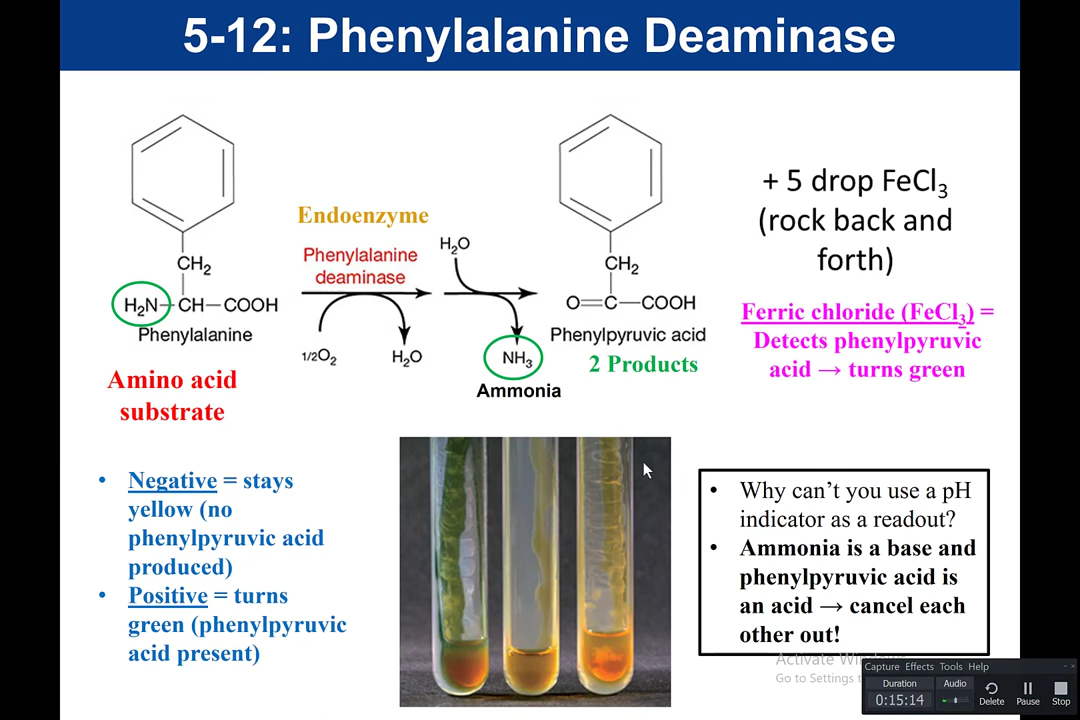 5-12: Phenylalanine Deaminase
Endoenzyme
Phenylalanine
deaminase
H₂O
CH₂
H₂N—CH—COOH
Phenylalanine
1/2O₂
H₂O
NH₃
Ammonia
CH₂
O=C—COOH
Phenylpyruvic acid
2 Products
Amino acid
substrate
+ 5 drop FeCl₃
(rock back and
forth)
Ferric chloride (FeCl₃) =
Detects phenylpyruvic
acid → turns green
• Negative = stays
yellow (no
phenylpyruvic acid
produced)
• Positive = turns
green (phenylpyruvic
acid present)
• Why can't you use a pH
indicator as a readout?
• Ammonia is a base and
phenylpyruvic acid is
an acid → cancel each
other out!
Activate Windows
Go to Settings t
Capture Effects Tools Help
Duration
Audio
0:15:14
Delete
Pause
Stop